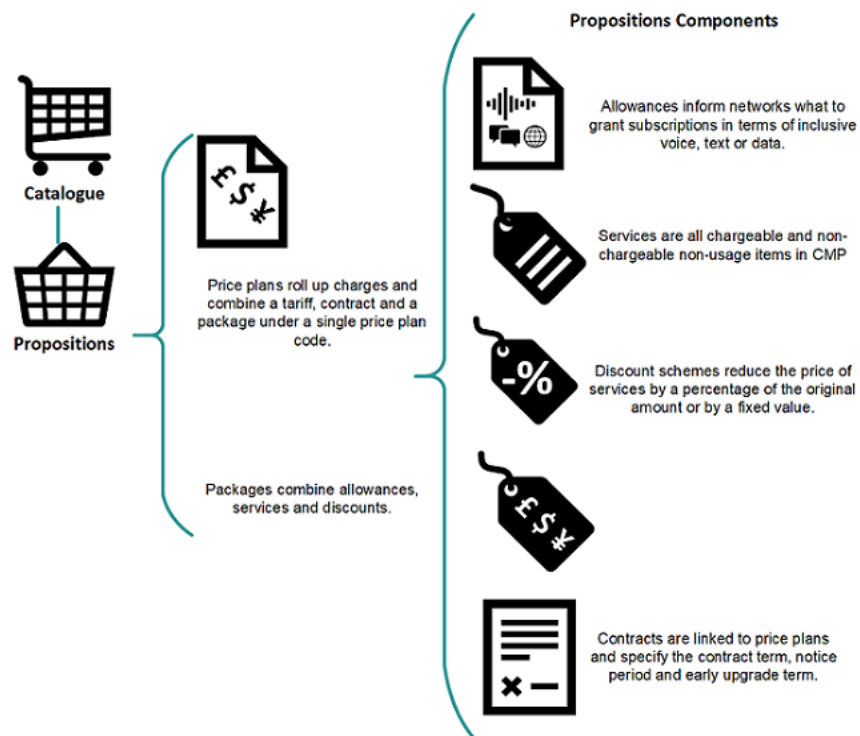 Propositions Components
Catalogue
Propositions
£ $ ¥
Price plans roll up charges and
combine a tariff, contract and a
package under a single price plan
code.
Packages combine allowances,
services and discounts.
Allowances inform networks what to
grant subscriptions in terms of inclusive
voice, text or data.
Services are all chargeable and non-
chargeable non-usage items in CMP
-%
Discount schemes reduce the price of
services by a percentage of the original
amount or by a fixed value.
£ $ ¥
Contracts are linked to price plans
and specify the contract term, notice
period and early upgrade term.